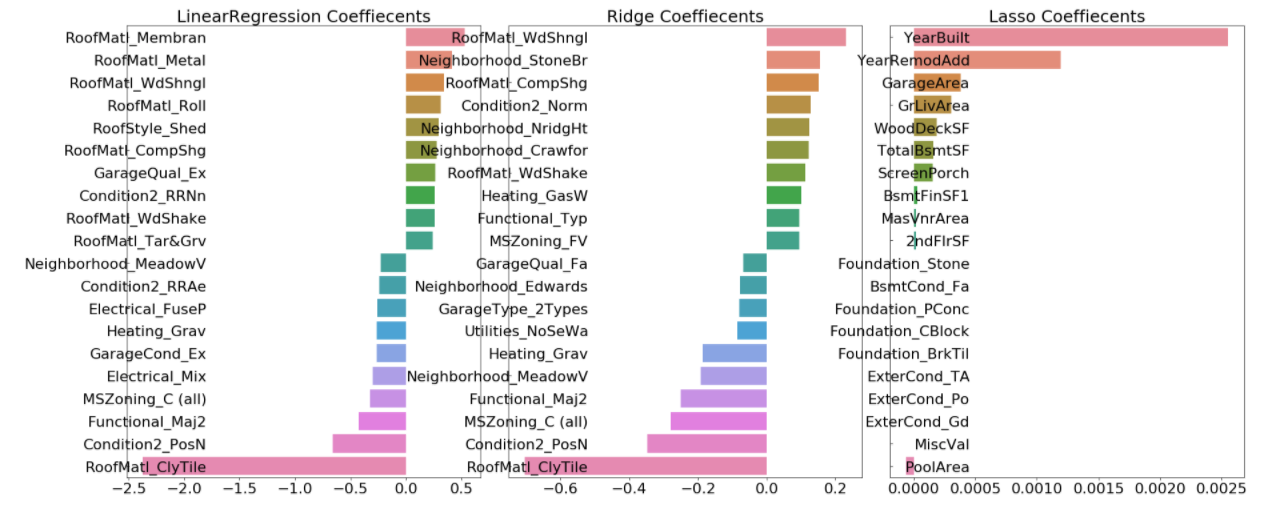 LinearRegression Coeffiecents
RoofMatl_Membran
RoofMatl_Metal
RoofMatl_WdShngl
RoofMatl_Roll
RoofStyle_Shed
RoofMatl_CompShg
GarageQual_Ex
Condition2_RRNn
RoofMatl_WdShake
RoofMatl_Tar&Grv
Neighborhood_MeadowV
Condition2_RRAe
Electrical_FuseP
Heating_Grav
GarageCond_Ex
Electrical_Mix
MSZoning_C (all)
Functional_Maj2
Condition2_PosN
RoofMatl_ClyTile
−2.5 −2.0 −1.5 −1.0 −0.5 0.0 0.5
Ridge Coeffiecents
RoofMatl_WdShngl
Neighborhood_StoneBr
RoofMatl_CompShg
Condition2_Norm
Neighborhood_NridgHt
Neighborhood_Crawfor
RoofMatl_WdShake
Heating_GasW
Functional_Typ
MSZoning_FV
GarageQual_Fa
Neighborhood_Edwards
GarageType_2Types
Utilities_NoSeWa
Heating_Grav
Neighborhood_MeadowV
Functional_Maj2
MSZoning_C (all)
Condition2_PosN
RoofMatl_ClyTile
−0.6 −0.4 −0.2 0.0 0.2
Lasso Coeffiecents
YearBuilt
YearRemodAdd
GarageArea
GrLivArea
WoodDeckSF
TotalBsmtSF
ScreenPorch
BsmtFinSF1
MasVnrArea
2ndFlrSF
Foundation_Stone
BsmtCond_Fa
Foundation_PConc
Foundation_CBlock
Foundation_BrkTil
ExterCond_TA
ExterCond_Po
ExterCond_Gd
MiscVal
PoolArea
0.0000 0.0005 0.0010 0.0015 0.0020 0.0025